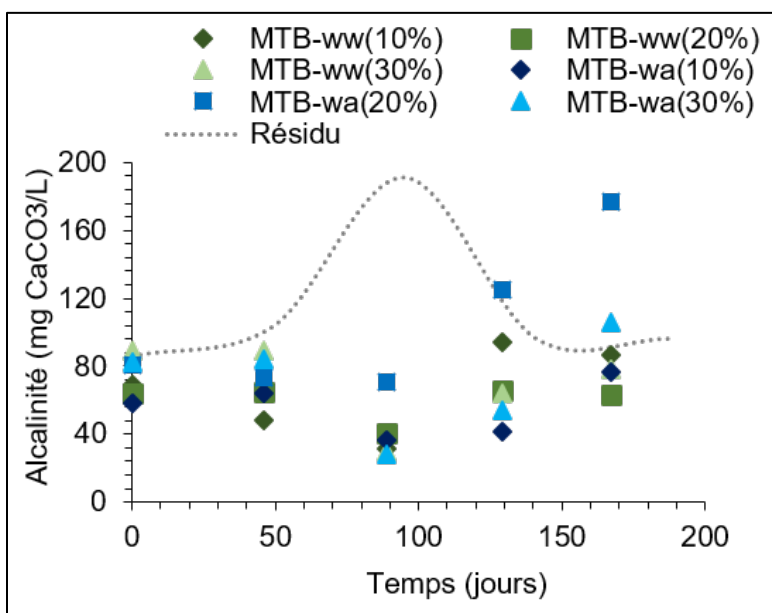 MTB-ww(10%) MTB-ww(20%)
MTB-ww(30%) MTB-wa(10%)
MTB-wa(20%) MTB-wa(30%)
Résidu
Alcalinité (mg CaCO3/L)
200
160
120
80
40
0
0 50 100 150 200
Temps (jours)